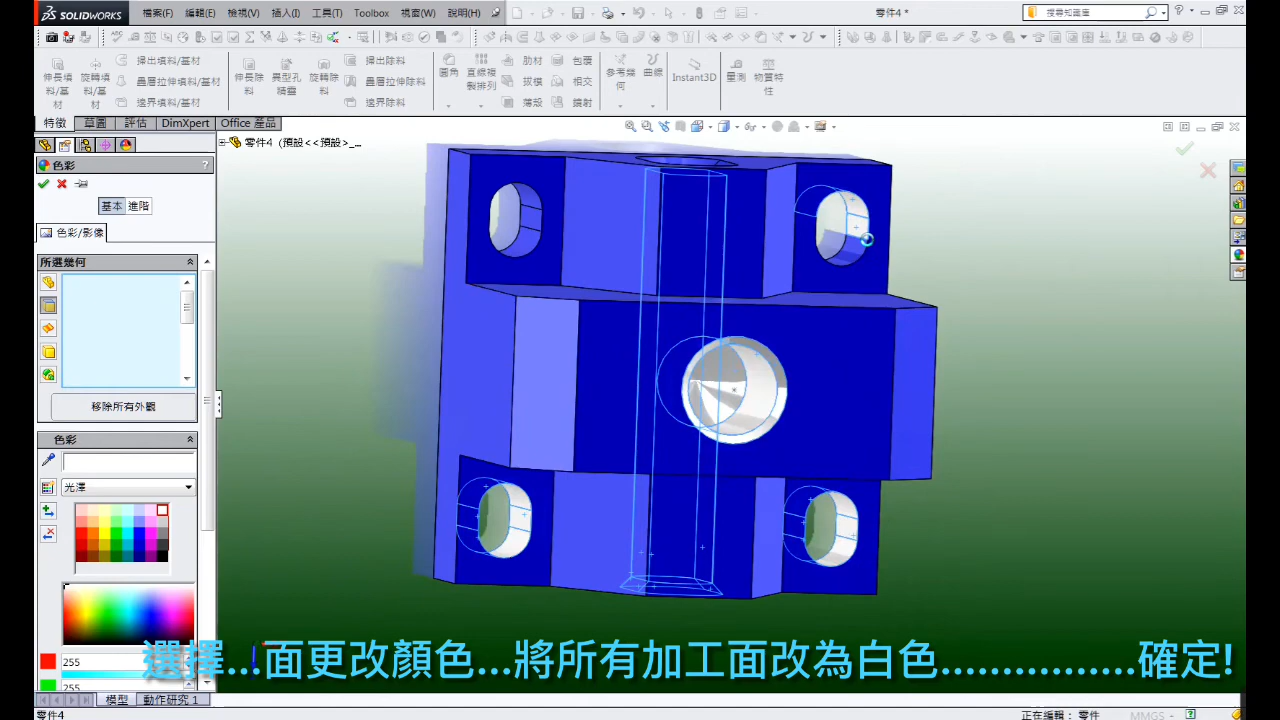 SOLIDWORKS 檔案(F) 編輯(E) 檢視(V) 插入(I) 工具(T) Toolbox 視窗(W) 說明(H) 零件4 * 搜尋知識庫
伸長填料/基材 旋轉填料/基材 掃出填料/基材 疊層拉伸填料/基材 邊界填料/基材 伸長除料 異型孔精靈 旋轉除料 掃出除料 疊層拉伸除料 邊界除料 圓角 直線複製排列 肋材 拔模 薄殼 包覆 相交 鏡射 參考幾何 曲線 Instant3D 量測 物質特性
特徵 草圖 評估 DimXpert Office 產品
零件4 (預設<<預設>_...
色彩 ?
基本 進階
色彩/影像
所選幾何
移除所有外觀
色彩
光澤
255
255
選擇...面更改顏色...將所有加工面改為白色...............確定!
模型 動作研究 1
零件4 正在編輯： 零件 MMGS -